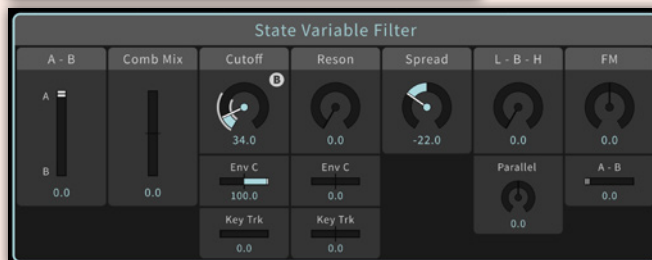 State Variable Filter
A - B Comb Mix Cutoff Reson Spread L - B - H FM
B
A
B
0.0 0.0 34.0 0.0 -22.0 0.0 0.0
Env C Env C Parallel A - B
100.0 0.0 0.0 0.0
Key Trk Key Trk
0.0 0.0